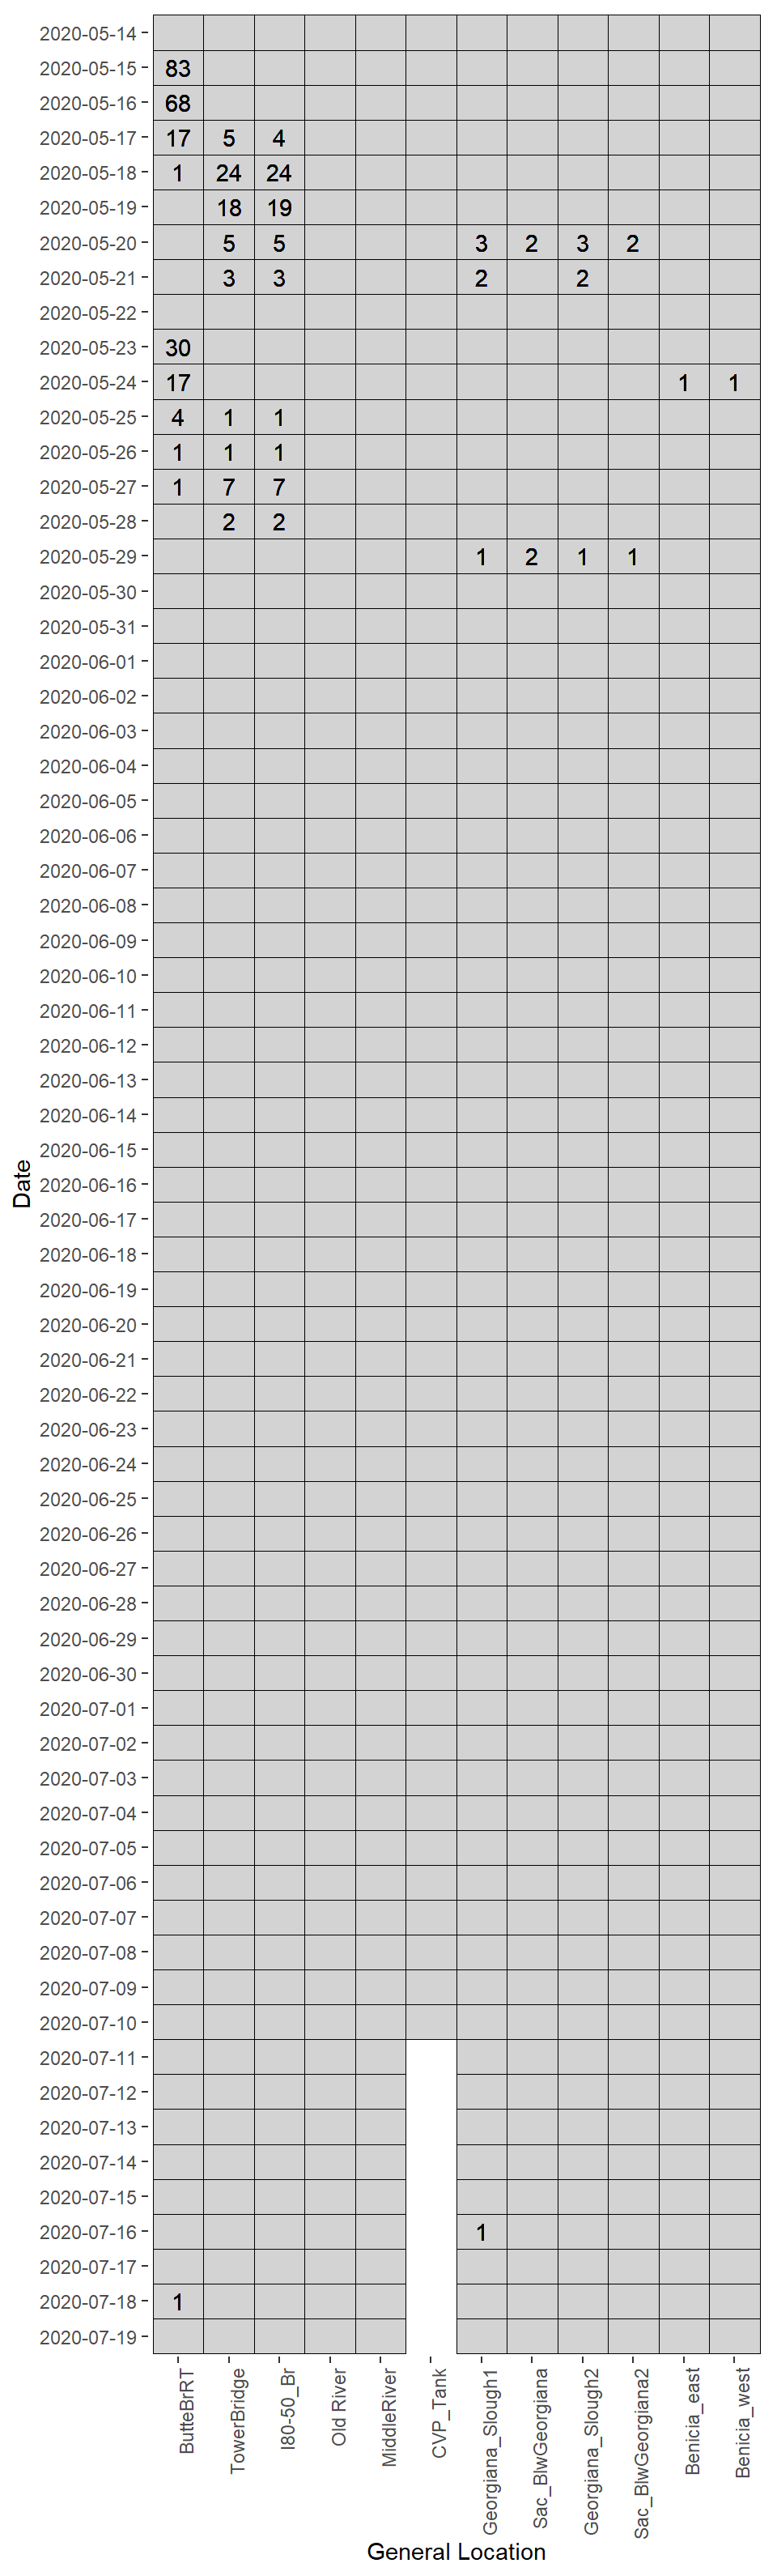 2020-05-14
2020-05-15 83
2020-05-16 68
2020-05-17 17 5 4
2020-05-18 1 24 24
2020-05-19 18 19
2020-05-20 5 5 3 2 3 2
2020-05-21 3 3 2 2
2020-05-22
2020-05-23 30
2020-05-24 17 1 1
2020-05-25 4 1 1
2020-05-26 1 1 1
2020-05-27 1 7 7
2020-05-28 2 2
2020-05-29 1 2 1 1
2020-05-30
2020-05-31
2020-06-01
2020-06-02
2020-06-03
2020-06-04
2020-06-05
2020-06-06
2020-06-07
2020-06-08
2020-06-09
2020-06-10
2020-06-11
2020-06-12
2020-06-13
2020-06-14
2020-06-15
2020-06-16
2020-06-17
2020-06-18
2020-06-19
2020-06-20
2020-06-21
2020-06-22
2020-06-23
2020-06-24
2020-06-25
2020-06-26
2020-06-27
2020-06-28
2020-06-29
2020-06-30
2020-07-01
2020-07-02
2020-07-03
2020-07-04
2020-07-05
2020-07-06
2020-07-07
2020-07-08
2020-07-09
2020-07-10
2020-07-11
2020-07-12
2020-07-13
2020-07-14
2020-07-15
2020-07-16 1
2020-07-17
2020-07-18 1
2020-07-19
Date
ButteBrRT
TowerBridge
I80-50_Br
Old River
MiddleRiver
CVP_Tank
Georgiana_Slough1
Sac_BlwGeorgiana
Georgiana_Slough2
Sac_BlwGeorgiana2
Benicia_east
Benicia_west
General Location